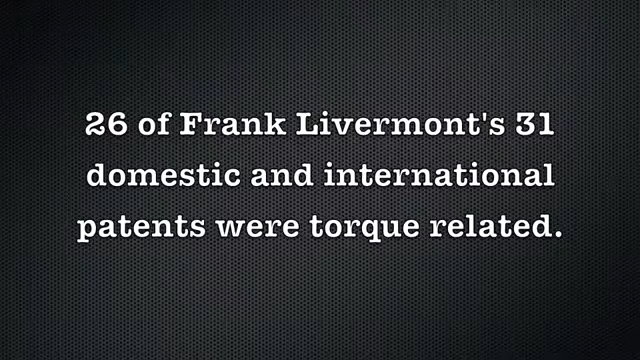 26 of Frank Livermont's 31
domestic and international
patents were torque related.